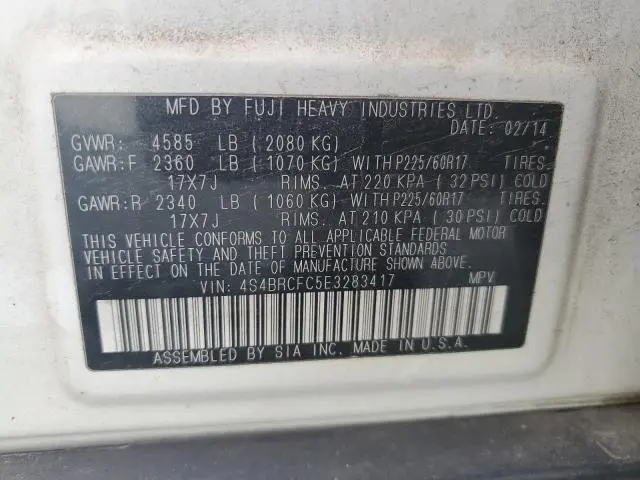 MFD BY FUJI HEAVY INDUSTRIES LTD.
DATE: 02/14
GVWR: 4585 LB ( 2080 KG)
GAWR:F 2360 LB ( 1070 KG) WITH P225/60R17 TIRES
17X7J RIMS. AT 220 KPA ( 32 PSI) COLD
GAWR:R 2340 LB ( 1060 KG) WITH P225/60R17 TIRES.
17X7J RIMS. AT 210 KPA ( 30 PSI) COLD
THIS VEHICLE CONFORMS TO ALL APPLICABLE FEDERAL MOTOR
VEHICLE SAFETY AND THEFT PREVENTION STANDARDS
IN EFFECT ON THE DATE OF MANUFACTURE SHOWN ABOVE.
VIN: 4S4BRCFC5E3283417 MPV
ASSEMBLED BY SIA INC. MADE IN U.S.A.